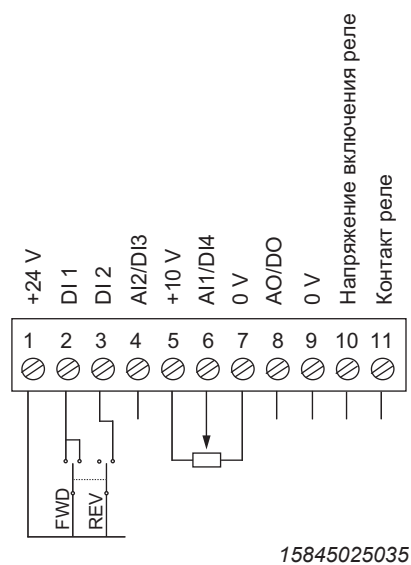 +24 V
DI 1
DI 2
AI2/DI3
+10 V
AI1/DI4
0 V
AO/DO
0 V
Напряжение включения реле
Контакт реле
1 2 3 4 5 6 7 8 9 10 11
FWD
REV
15845025035